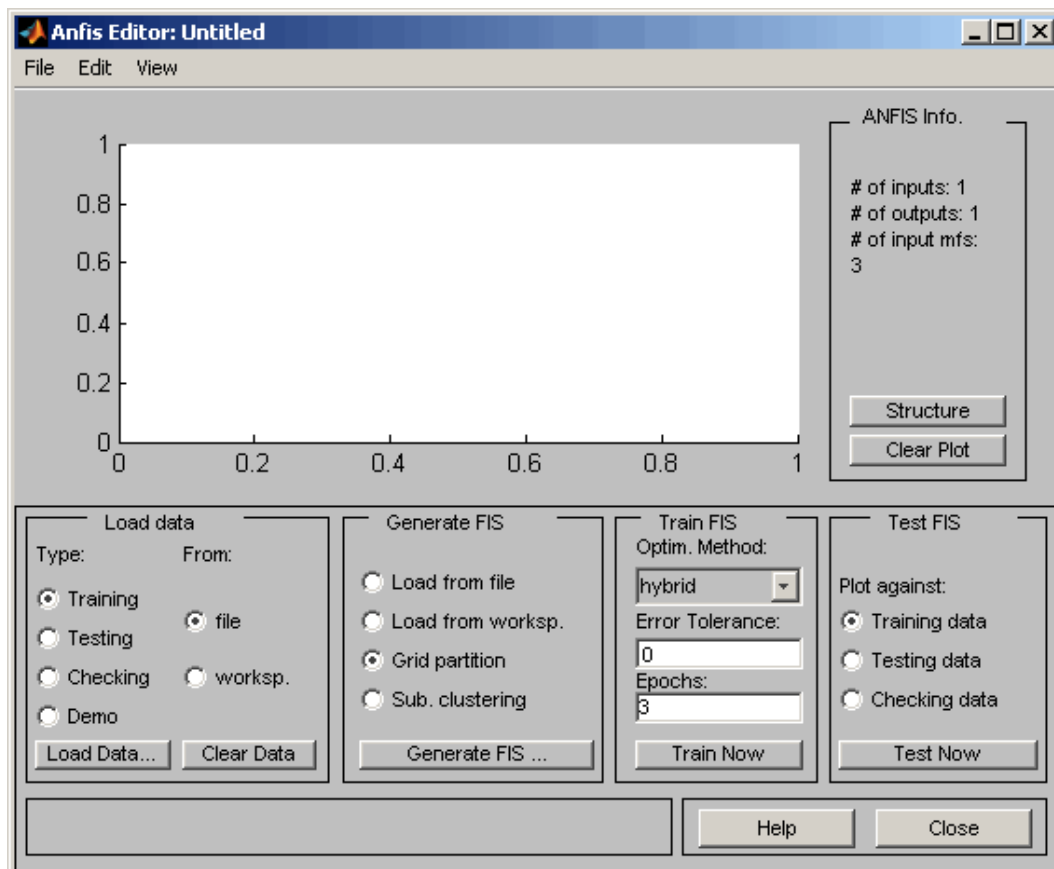 Anfis Editor: Untitled
File Edit View
ANFIS Info.
# of inputs: 1
# of outputs: 1
# of input mfs:
3
Structure
Clear Plot
1
0.8
0.6
0.4
0.2
0
0 0.2 0.4 0.6 0.8 1
Load data
Type: From:
Training
file
Testing
Checking
worksp.
Demo
Load Data... Clear Data
Generate FIS
Load from file
Load from worksp.
Grid partition
Sub. clustering
Generate FIS ...
Train FIS
Optim. Method:
hybrid
Error Tolerance:
0
Epochs:
3
Train Now
Test FIS
Plot against:
Training data
Testing data
Checking data
Test Now
Help Close